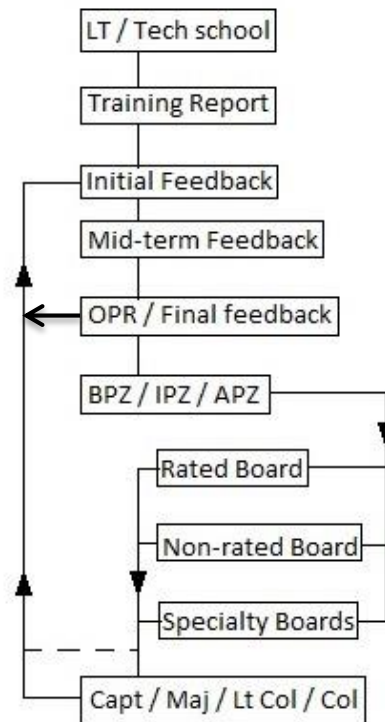 LT / Tech school
Training Report
Initial Feedback
Mid-term Feedback
OPR / Final feedback
BPZ / IPZ / APZ
Rated Board
Non-rated Board
Specialty Boards
Capt / Maj / Lt Col / Col